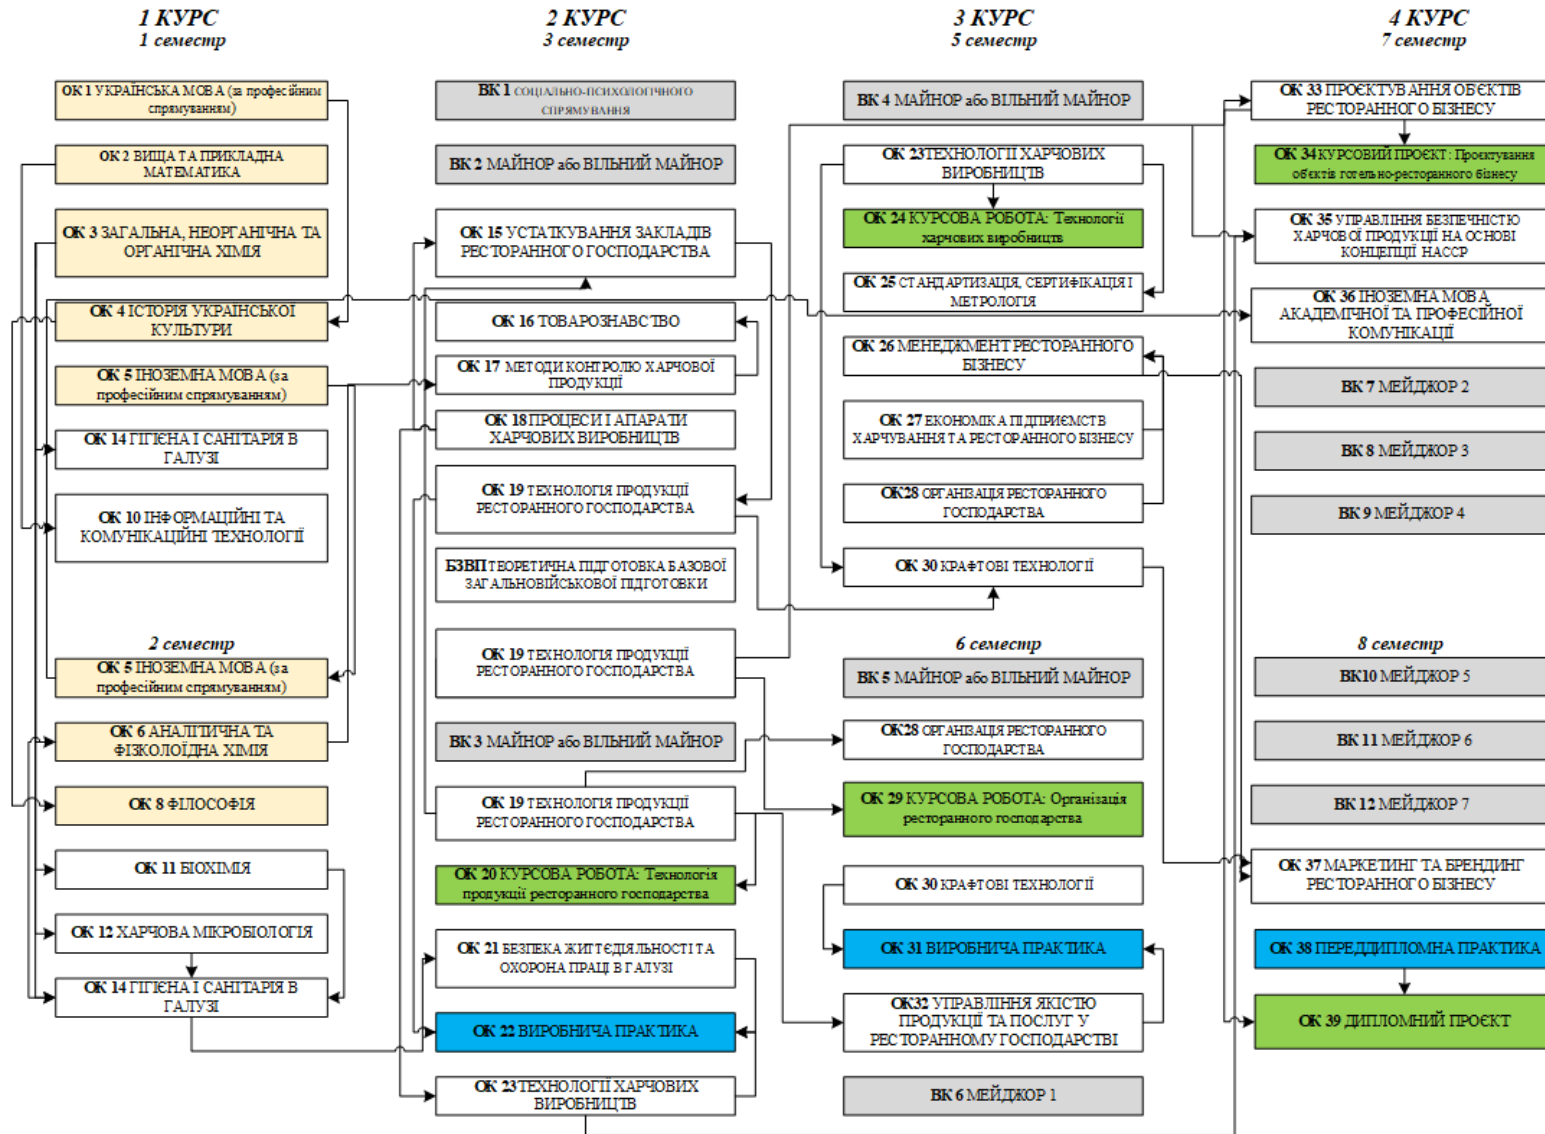 1 КУРС
1 семестр
ОК 1 УКРАЇНСЬКА МОВА (за професійним
спрямуванням)
ОК 2 ВИЩА ТА ПРИКЛАДНА
МАТЕМАТИКА
ОК 3 ЗАГАЛЬНА, НЕОРГАНІЧНА ТА
ОРГАНІЧНА ХІМІЯ
ОК 4 ІСТОРІЯ УКРАЇНСЬКОЇ
КУЛЬТУРИ
ОК 5 ІНОЗЕМНА МОВА (за
професійним спрямуванням)
ОК 14 ГІГІЄНА І САНІТАРІЯ В
ГАЛУЗІ
ОК 10 ІНФОРМАЦІЙНІ ТА
КОМУНІКАЦІЙНІ ТЕХНОЛОГІЇ
2 семестр
ОК 5 ІНОЗЕМНА МОВА (за
професійним спрямуванням)
ОК 6 АНАЛІТИЧНА ТА
ФІЗКОЛОЇДНА ХІМІЯ
ОК 8 ФІЛОСОФІЯ
ОК 11 БІОХІМІЯ
ОК 12 ХАРЧОВА МІКРОБІОЛОГІЯ
ОК 14 ГІГІЄНА І САНІТАРІЯ В
ГАЛУЗІ
2 КУРС
3 семестр
ВК 1 СОЦІАЛЬНО-ПСИХОЛОГІЧНОГО
СПРЯМУВАННЯ
ВК 2 МАЙНОР або ВІЛЬНИЙ МАЙНОР
ОК 15 УСТАТКУВАННЯ ЗАКЛАДІВ
РЕСТОРАННОГО ГОСПОДАРСТВА
ОК 16 ТОВАРОЗНАВСТВО
ОК 17 МЕТОДИ КОНТРОЛЮ ХАРЧОВОЇ
ПРОДУКЦІЇ
ОК 18 ПРОЦЕСИ І АПАРАТИ
ХАРЧОВИХ ВИРОБНИЦТВ
ОК 19 ТЕХНОЛОГІЯ ПРОДУКЦІЇ
РЕСТОРАННОГО ГОСПОДАРСТВА
БЗВП ТЕОРЕТИЧНА ПІДГОТОВКА БАЗОВОЇ
ЗАГАЛЬНОВІЙСЬКОВОЇ ПІДГОТОВКИ
ОК 19 ТЕХНОЛОГІЯ ПРОДУКЦІЇ
РЕСТОРАННОГО ГОСПОДАРСТВА
ВК 3 МАЙНОР або ВІЛЬНИЙ МАЙНОР
ОК 19 ТЕХНОЛОГІЯ ПРОДУКЦІЇ
РЕСТОРАННОГО ГОСПОДАРСТВА
ОК 20 КУРСОВА РОБОТА: Технологія
продукції ресторанного господарства
ОК 21 БЕЗПЕКА ЖИТТЄДІЯЛЬНОСТІ ТА
ОХОРОНА ПРАЦІ В ГАЛУЗІ
ОК 22 ВИРОБНИЧА ПРАКТИКА
ОК 23 ТЕХНОЛОГІЇ ХАРЧОВИХ
ВИРОБНИЦТВ
3 КУРС
5 семестр
ВК 4 МАЙНОР або ВІЛЬНИЙ МАЙНОР
ОК 23 ТЕХНОЛОГІЇ ХАРЧОВИХ
ВИРОБНИЦТВ
ОК 24 КУРСОВА РОБОТА: Технології
харчових виробництв
ОК 25 СТАНДАРТИЗАЦІЯ, СЕРТИФІКАЦІЯ І
МЕТРОЛОГІЯ
ОК 26 МЕНЕДЖМЕНТ РЕСТОРАННОГО
БІЗНЕСУ
ОК 27 ЕКОНОМІКА ПІДПРИЄМСТВ
ХАРЧУВАННЯ ТА РЕСТОРАННОГО БІЗНЕСУ
ОК28 ОРГАНІЗАЦІЯ РЕСТОРАННОГО
ГОСПОДАРСТВА
ОК 30 КРАФТОВІ ТЕХНОЛОГІЇ
6 семестр
ВК 5 МАЙНОР або ВІЛЬНИЙ МАЙНОР
ОК28 ОРГАНІЗАЦІЯ РЕСТОРАННОГО
ГОСПОДАРСТВА
ОК 29 КУРСОВА РОБОТА: Організація
ресторанного господарства
ОК 30 КРАФТОВІ ТЕХНОЛОГІЇ
ОК 31 ВИРОБНИЧА ПРАКТИКА
ОК32 УПРАВЛІННЯ ЯКІСТЮ
ПРОДУКЦІЇ ТА ПОСЛУГ У
РЕСТОРАННОМУ ГОСПОДАРСТВІ
ВК 6 МЕЙДЖОР 1
4 КУРС
7 семестр
ОК 33 ПРОЄКТУВАННЯ ОБ'ЄКТІВ
РЕСТОРАННОГО БІЗНЕСУ
ОК 34 КУРСОВИЙ ПРОЄКТ: Проєктування
об'єктів готельно-ресторанного бізнесу
ОК 35 УПРАВЛІННЯ БЕЗПЕЧНІСТЮ
ХАРЧОВОЇ ПРОДУКЦІЇ НА ОСНОВІ
КОНЦЕПЦІЇ НАССР
ОК 36 ІНОЗЕМНА МОВА
АКАДЕМІЧНОЇ ТА ПРОФЕСІЙНОЇ
КОМУНІКАЦІЇ
ВК 7 МЕЙДЖОР 2
ВК 8 МЕЙДЖОР 3
ВК 9 МЕЙДЖОР 4
8 семестр
ВК10 МЕЙДЖОР 5
ВК 11 МЕЙДЖОР 6
ВК 12 МЕЙДЖОР 7
ОК 37 МАРКЕТИНГ ТА БРЕНДИНГ
РЕСТОРАННОГО БІЗНЕСУ
ОК 38 ПЕРЕДДИПЛОМНА ПРАКТИКА
ОК 39 ДИПЛОМНИЙ ПРОЄКТ